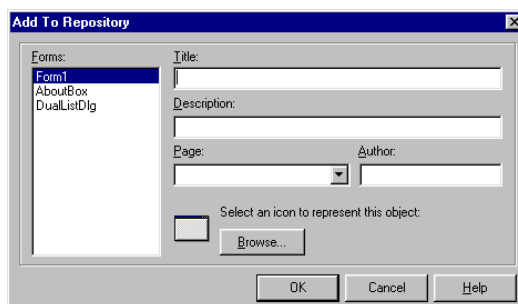 Add To Repository
Forms:
Form1
AboutBox
DualListDlg
Title:
Description:
Page:
Author:
Select an icon to represent this object:
Browse...
OK
Cancel
Help